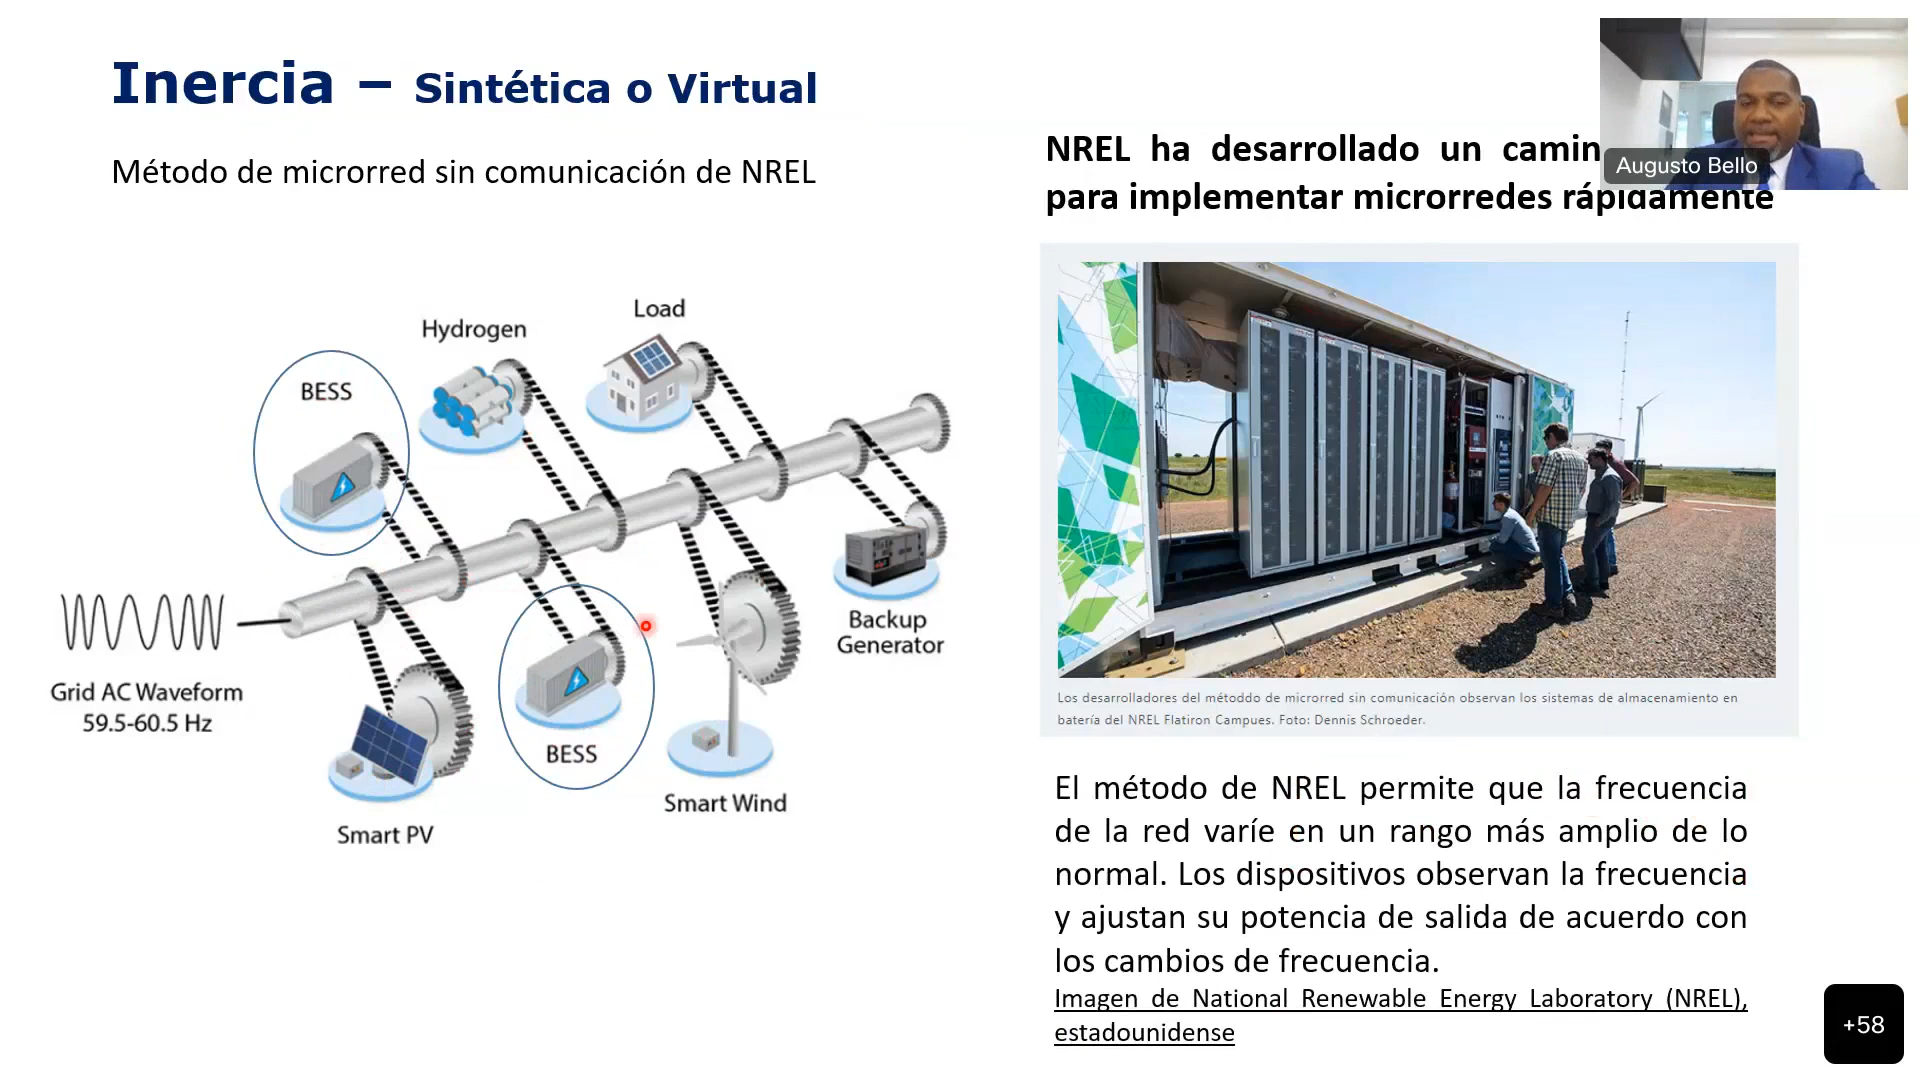 Inercia – Sintética o Virtual
Método de microrred sin comunicación de NREL
NREL ha desarrollado un
para implementar microrredes rápidamente
Augusto Bello
Load
Hydrogen
BESS
Backup
Generator
Grid AC Waveform
59.5-60.5 Hz
BESS
Smart Wind
Smart PV
Los desarrolladores del métoddo de microrred sin comunicación observan los sistemas de almacenamiento en
batería del NREL Flatiron Campues. Foto: Dennis Schroeder.
El método de NREL permite que la frecuencia
de la red varíe en un rango más amplio de lo
normal. Los dispositivos observan la frecuencia
y ajustan su potencia de salida de acuerdo con
los cambios de frecuencia.
Imagen de National Renewable Energy Laboratory (NREL),
estadounidense
+58